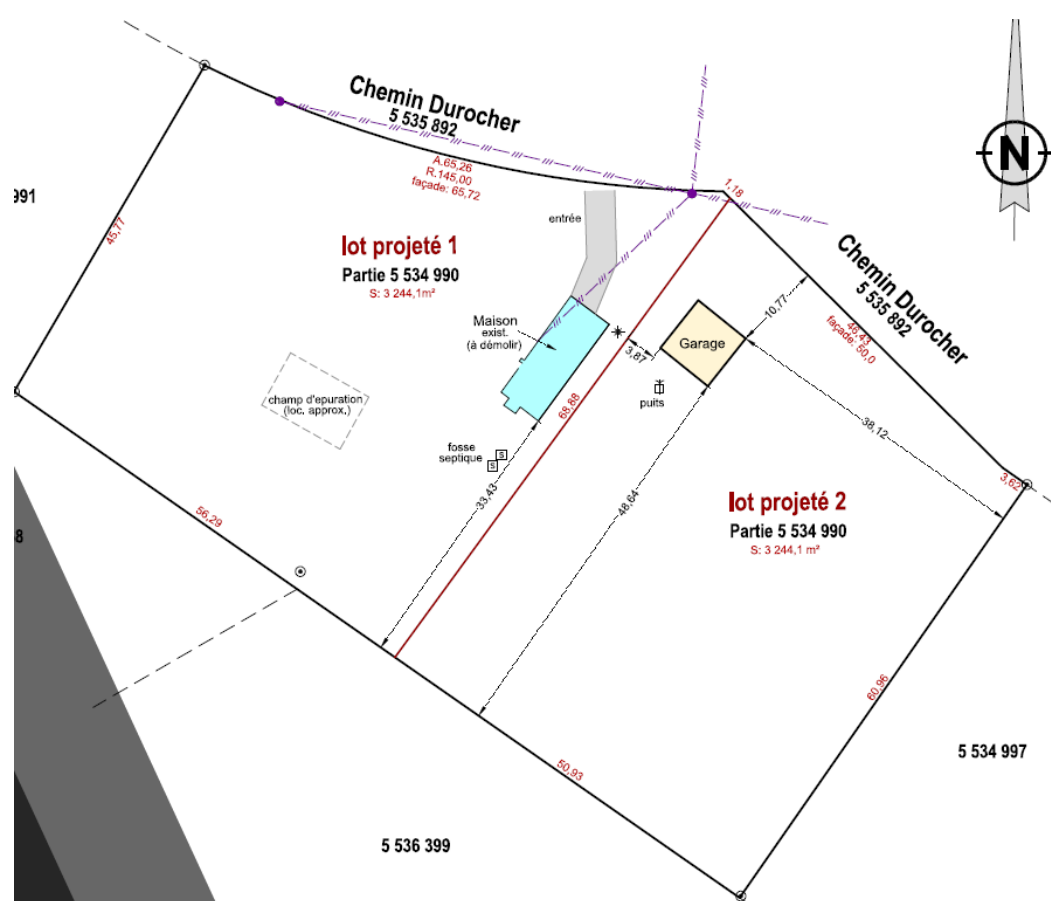 Chemin Durocher
5 535 892
A.65,26
R.145,00
façade: 65,72
1,18
N
991
45,77
entrée
lot projeté 1
Partie 5 534 990
S: 3 244,1m²
Chemin Durocher
5 535 892
46,43
façade: 50,0
10,77
Maison
exist.
(à démolir)
Garage
3,87
puits
champ d'epuration
(loc. approx,)
68,88
38,12
fosse
septique
S
S
33,43
48,64
3,62
lot projeté 2
Partie 5 534 990
S: 3 244,1 m²
56,29
8
60,96
50,93
5 534 997
5 536 399